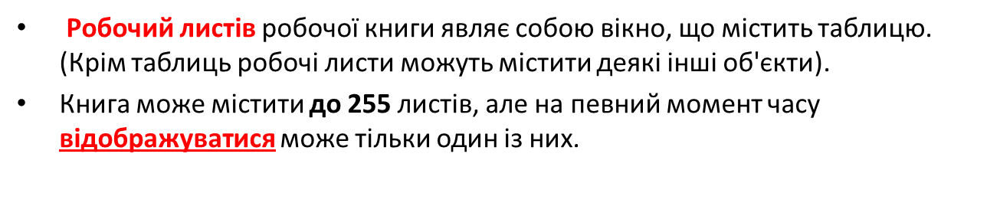 • Робочий листів робочої книги являє собою вікно, що містить таблицю.
(Крім таблиць робочі листи можуть містити деякі інші об'єкти).
• Книга може містити до 255 листів, але на певний момент часу
відображуватися може тільки один із них.